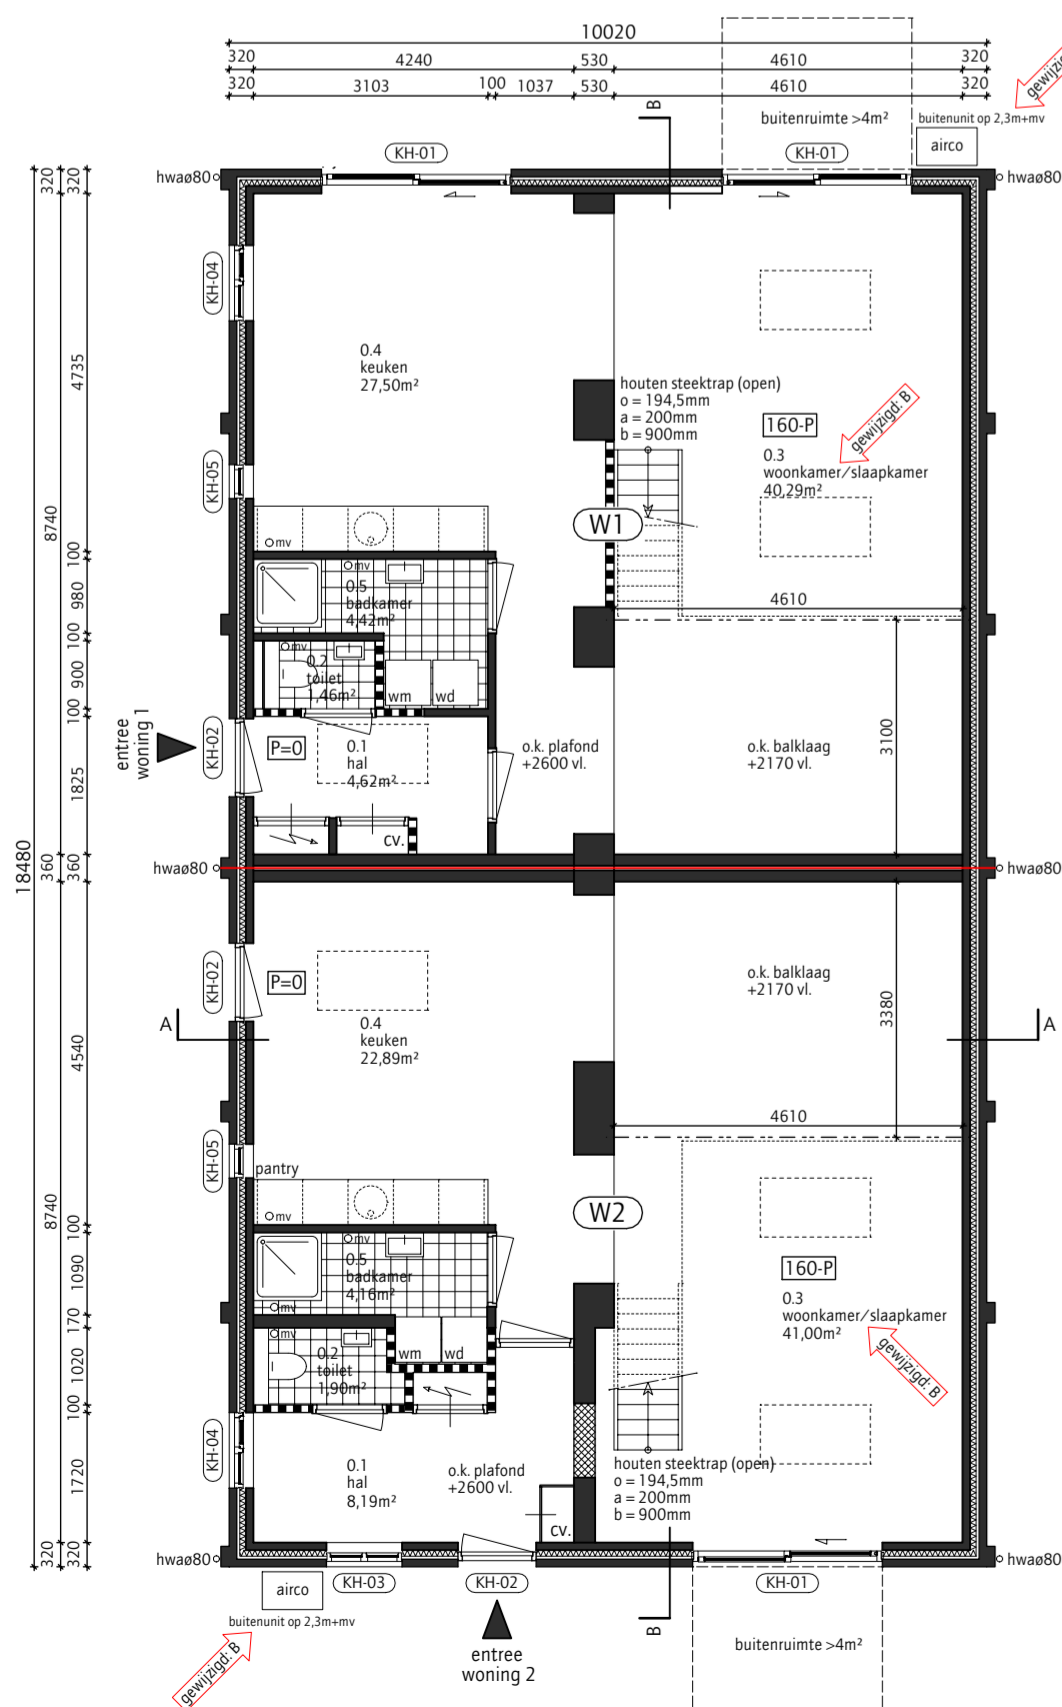 10020
320
4240
530
4610
320
320
3103
100
1037
530
4610
320
B
buitenruimte >4m²
buitenunit op 2,3m+mv
airco
KH-01
KH-01
hwaø80
hwaø80
320
320
KH-04
0.4
keuken
27,50m²
4735
houten steektrap (open)
o = 194,5mm
a = 200mm
b = 900mm
160-P
gewijzigd: B
0.3
woonkamer/slaapkamer
40,29m²
KH-05
8740
W1
mv
mv
100
0.5
badkamer
4,42m²
980
4610
100
mv
0.2
toilet
1,46m²
wm
wd
900
100
entree
woning 1
KH-02
P=0
0.1
hal
4,62m²
o.k. plafond
+2600 vl.
o.k. balklaag
+2170 vl.
3100
1825
cv.
18480
360
360
hwaø80
hwaø80
KH-02
P=0
o.k. balklaag
+2170 vl.
3380
A
A
0.4
keuken
22,89m²
4540
4610
KH-05
pantry
8740
W2
mv
mv
100
0.5
badkamer
4,16m²
1090
160-P
0.3
woonkamer/slaapkamer
41,00m²
gewijzigd: B
mv
170
mv
0.2
toilet
1,90m²
wm
wd
1020
100
KH-04
0.1
hal
8,19m²
o.k. plafond
+2600 vl.
houten steektrap (open)
o = 194,5mm
a = 200mm
b = 900mm
1720
cv.
320
320
hwaø80
hwaø80
airco
KH-03
KH-02
KH-01
buitenunit op 2,3m+mv
gewijzigd: B
entree
woning 2
B
buitenruimte >4m²